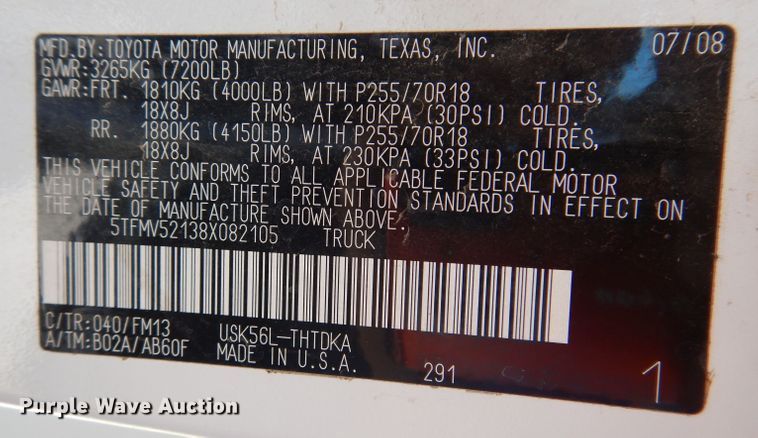 MFD.BY:TOYOTA MOTOR MANUFACTURING, TEXAS, INC. 07/08
GVWR:3265KG (7200LB)
GAWR:FRT. 1810KG (4000LB) WITH P255/70R18 TIRES,
18X8J RIMS, AT 210KPA (30PSI) COLD.
RR. 1880KG (4150LB) WITH P255/70R18 TIRES,
18X8J RIMS, AT 230KPA (33PSI) COLD.
THIS VEHICLE CONFORMS TO ALL APPLICABLE FEDERAL MOTOR
VEHICLE SAFETY AND THEFT PREVENTION STANDARDS IN EFFECT ON
THE DATE OF MANUFACTURE SHOWN ABOVE.
5TFMV52138X082105 TRUCK
C/TR:040/FM13 USK56L-THTDKA
A/TM:B02A/AB60F MADE IN U.S.A. 291 1
Purple Wave Auction